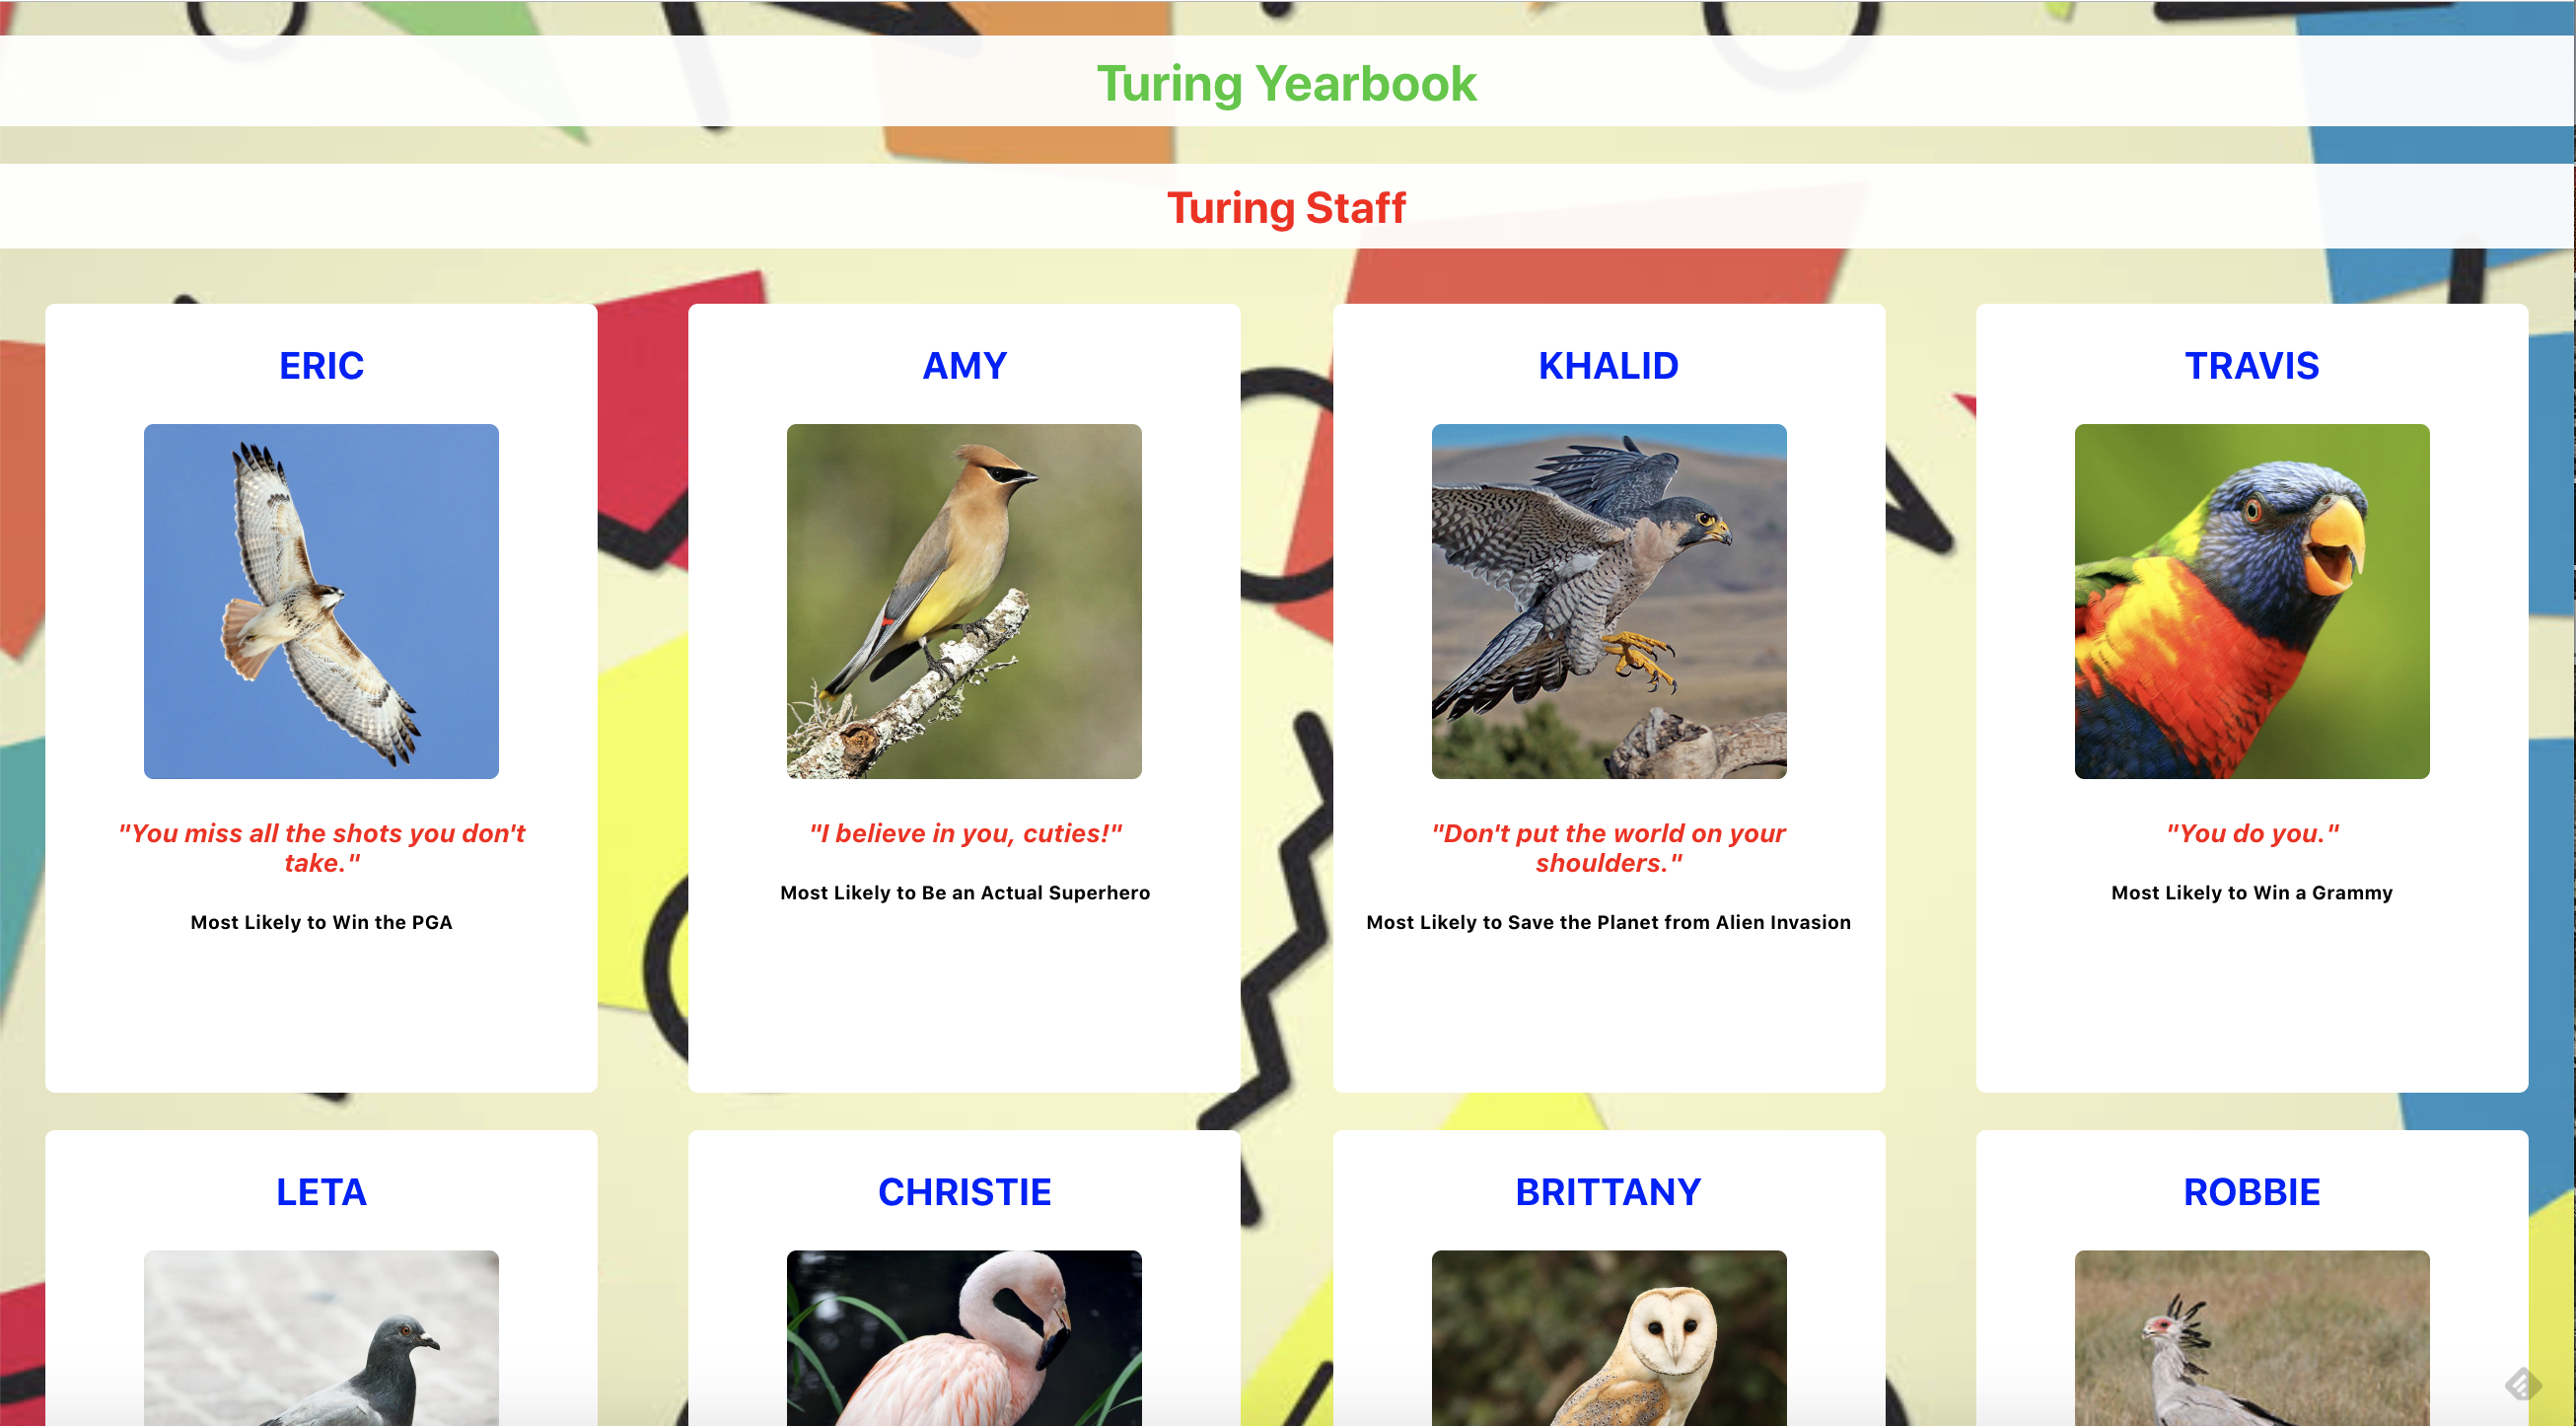 Turing Yearbook
Turing Staff
ERIC
"You miss all the shots you don't
take."
Most Likely to Win the PGA
AMY
"I believe in you, cuties!"
Most Likely to Be an Actual Superhero
KHALID
"Don't put the world on your
shoulders."
Most Likely to Save the Planet from Alien Invasion
TRAVIS
"You do you."
Most Likely to Win a Grammy
LETA
CHRISTIE
BRITTANY
ROBBIE